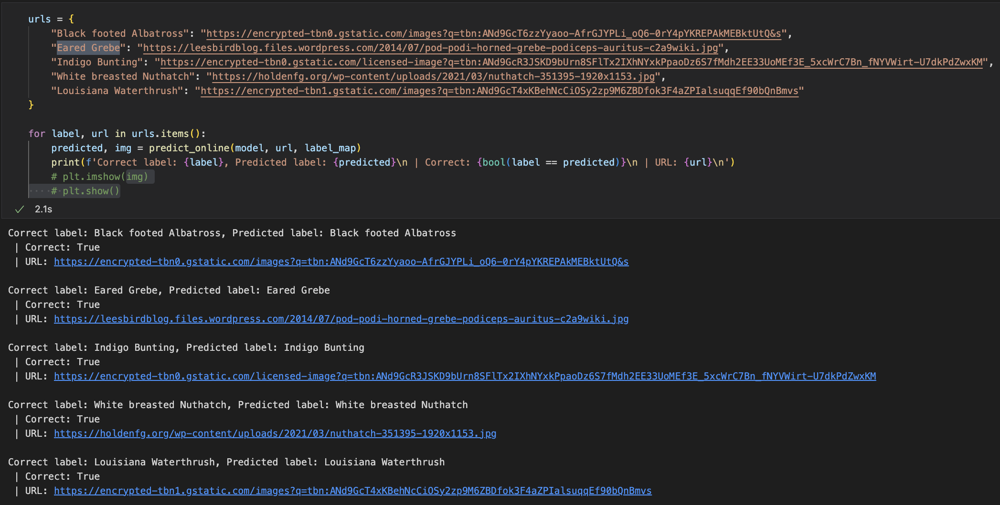 urls = {
"Black footed Albatross": "https://encrypted-tbn0.gstatic.com/images?q=tbn:ANd9GcT6zzYyaoo-AfrGJYPLi_oQ6-0rY4pYKREPAkMEBktUtQ&s",
"Eared Grebe": "https://leesbirdblog.files.wordpress.com/2014/07/pod-podi-horned-grebe-podiceps-auritus-c2a9wiki.jpg",
"Indigo Bunting": "https://encrypted-tbn0.gstatic.com/licensed-image?q=tbn:ANd9GcR3JSKD9bUrn8SFlTx2IXhNYxkPpaoDz6S7fMdh2EE33UoMEf3E_5xcWrC7Bn_fNYVWirt-U7dkPdZwxKM",
"White breasted Nuthatch": "https://holdenfg.org/wp-content/uploads/2021/03/nuthatch-351395-1920x1153.jpg",
"Louisiana Waterthrush": "https://encrypted-tbn1.gstatic.com/images?q=tbn:ANd9GcT4xKBehNcCiOSy2zp9M6ZBDfok3F4aZPIalsuqqEf90bQnBmvs"
}
for label, url in urls.items():
predicted, img = predict_online(model, url, label_map)
print(f'Correct label: {label}, Predicted label: {predicted}\n | Correct: {bool(label == predicted)}\n | URL: {url}\n')
# plt.imshow(img)
# plt.show()
2.1s
Correct label: Black footed Albatross, Predicted label: Black footed Albatross
| Correct: True
| URL: https://encrypted-tbn0.gstatic.com/images?q=tbn:ANd9GcT6zzYyaoo-AfrGJYPLi_oQ6-0rY4pYKREPAkMEBktUtQ&s
Correct label: Eared Grebe, Predicted label: Eared Grebe
| Correct: True
| URL: https://leesbirdblog.files.wordpress.com/2014/07/pod-podi-horned-grebe-podiceps-auritus-c2a9wiki.jpg
Correct label: Indigo Bunting, Predicted label: Indigo Bunting
| Correct: True
| URL: https://encrypted-tbn0.gstatic.com/licensed-image?q=tbn:ANd9GcR3JSKD9bUrn8SFlTx2IXhNYxkPpaoDz6S7fMdh2EE33UoMEf3E_5xcWrC7Bn_fNYVWirt-U7dkPdZwxKM
Correct label: White breasted Nuthatch, Predicted label: White breasted Nuthatch
| Correct: True
| URL: https://holdenfg.org/wp-content/uploads/2021/03/nuthatch-351395-1920x1153.jpg
Correct label: Louisiana Waterthrush, Predicted label: Louisiana Waterthrush
| Correct: True
| URL: https://encrypted-tbn1.gstatic.com/images?q=tbn:ANd9GcT4xKBehNcCiOSy2zp9M6ZBDfok3F4aZPIalsuqqEf90bQnBmvs